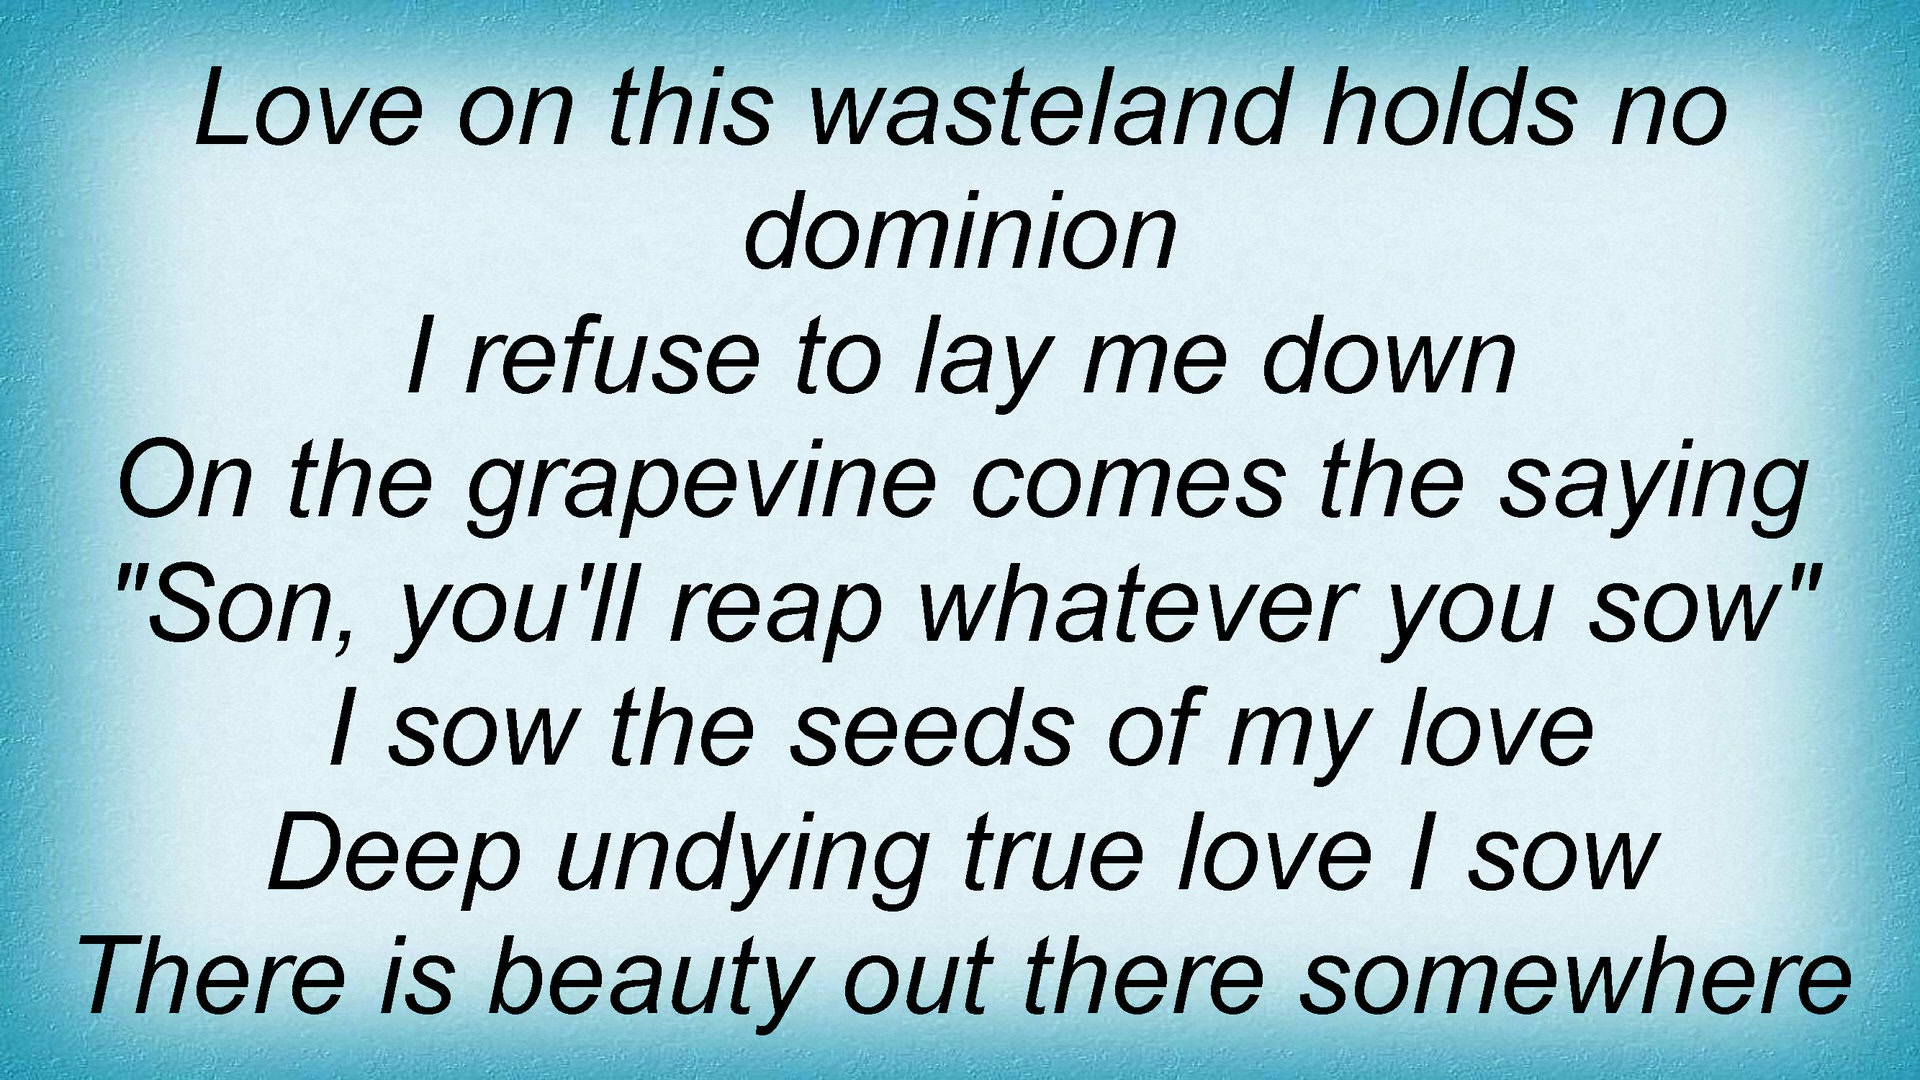 Love on this wasteland holds no
dominion
I refuse to lay me down
On the grapevine comes the saying
"Son, you'll reap whatever you sow"
I sow the seeds of my love
Deep undying true love I sow
There is beauty out there somewhere